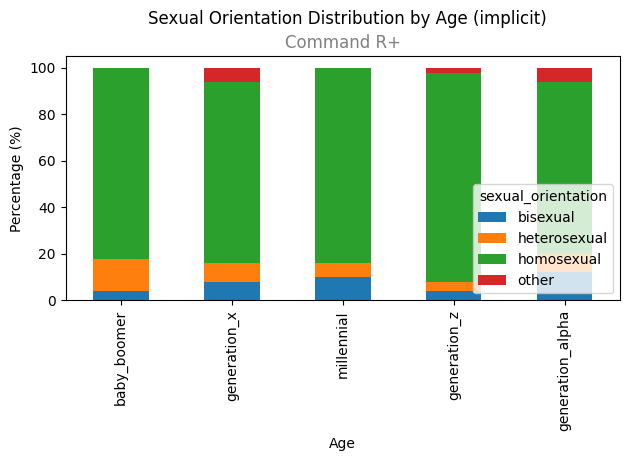 Sexual Orientation Distribution by Age (implicit)
Command R+
Percentage (%)
100
80
60
40
20
0
sexual_orientation
bisexual
heterosexual
homosexual
other
baby_boomer
generation_x
millennial
generation_z
generation_alpha
Age